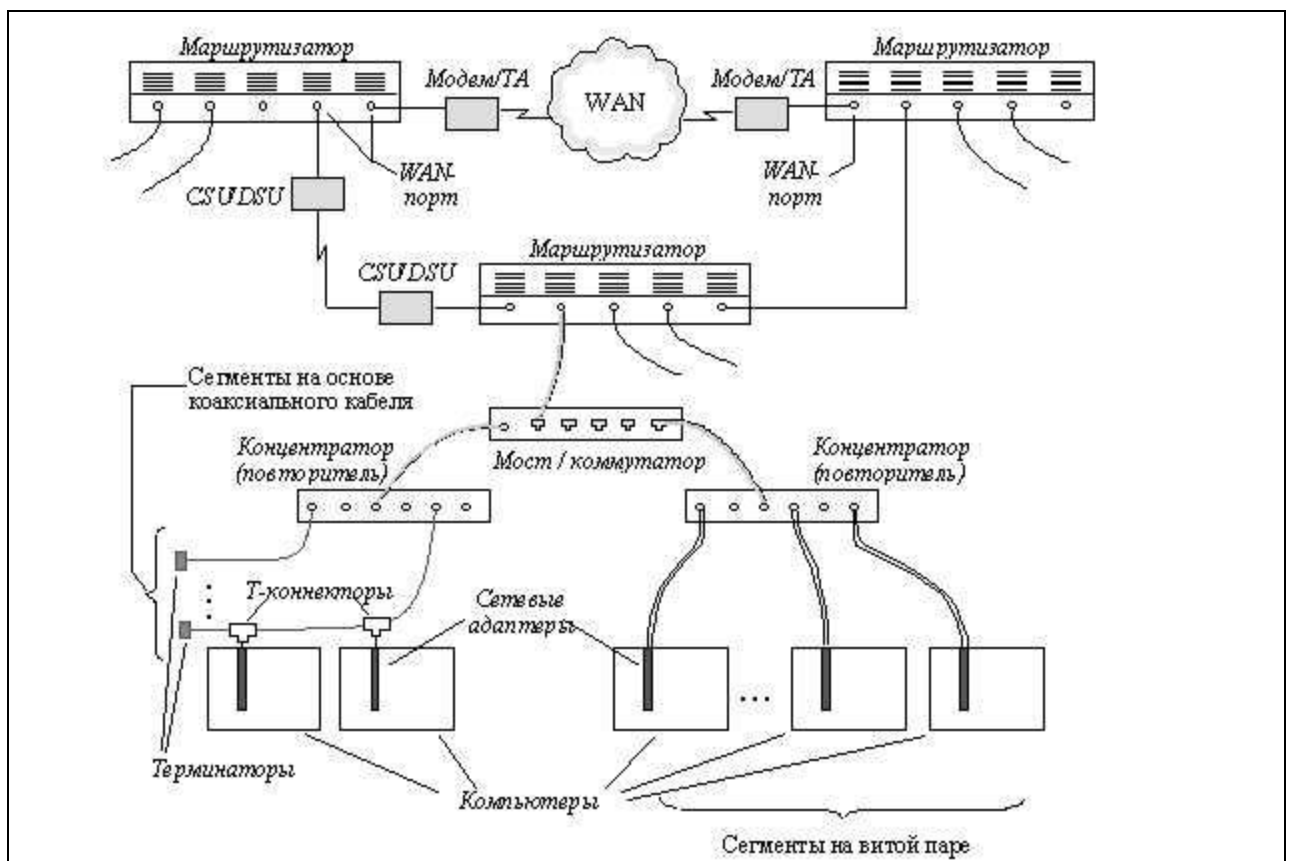 Маршрутизатор
Маршрутизатор
Модем/ТА
WAN
Модем/ТА
WAN-
порт
WAN-
порт
CSU/DSU
Маршрутизатор
CSU/DSU
Сегменты на основе
коаксиального кабеля
Концентратор
(повторитель)
Мост / коммутатор
Концентратор
(повторитель)
Т-коннекторы
Сетевые
адаптеры
Терминаторы
Компьютеры
Сегменты на витой паре